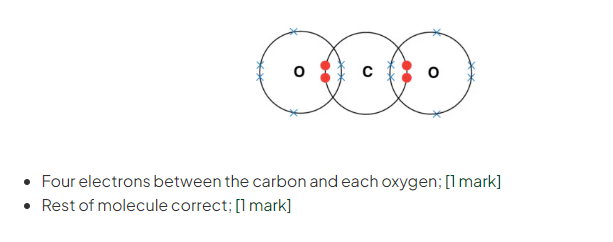 O C O
Four electrons between the carbon and each oxygen; [1 mark]
Rest of molecule correct; [1 mark]